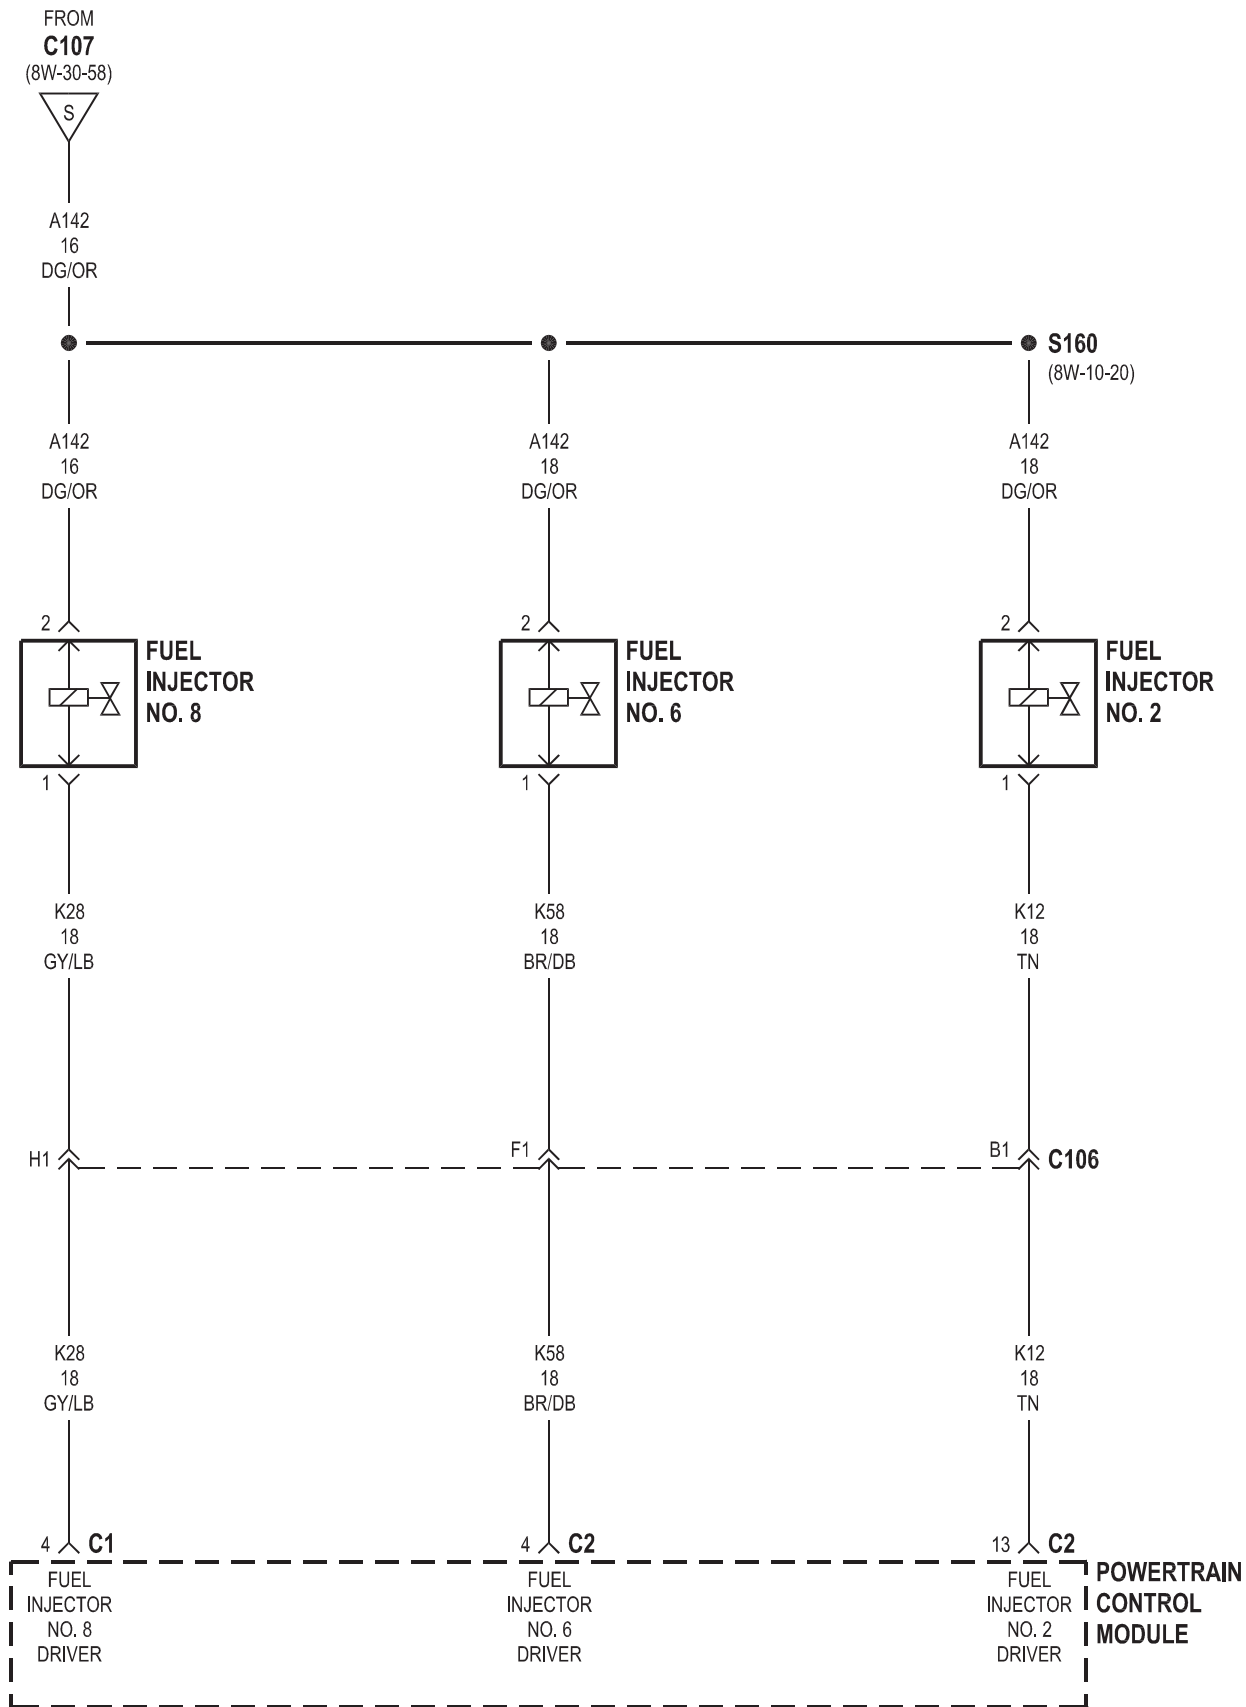 FROM
C107
(8W-30-58)
S
A142
16
DG/OR
S160
(8W-10-20)
A142
16
DG/OR
A142
18
DG/OR
A142
18
DG/OR
2
FUEL
INJECTOR
NO. 8
1
2
FUEL
INJECTOR
NO. 6
1
2
FUEL
INJECTOR
NO. 2
1
K28
18
GY/LB
K58
18
BR/DB
K12
18
TN
H1
F1
B1
C106
K28
18
GY/LB
K58
18
BR/DB
K12
18
TN
4 C1
4 C2
13 C2
FUEL
INJECTOR
NO. 8
DRIVER
FUEL
INJECTOR
NO. 6
DRIVER
FUEL
INJECTOR
NO. 2
DRIVER
POWERTRAIN
CONTROL
MODULE